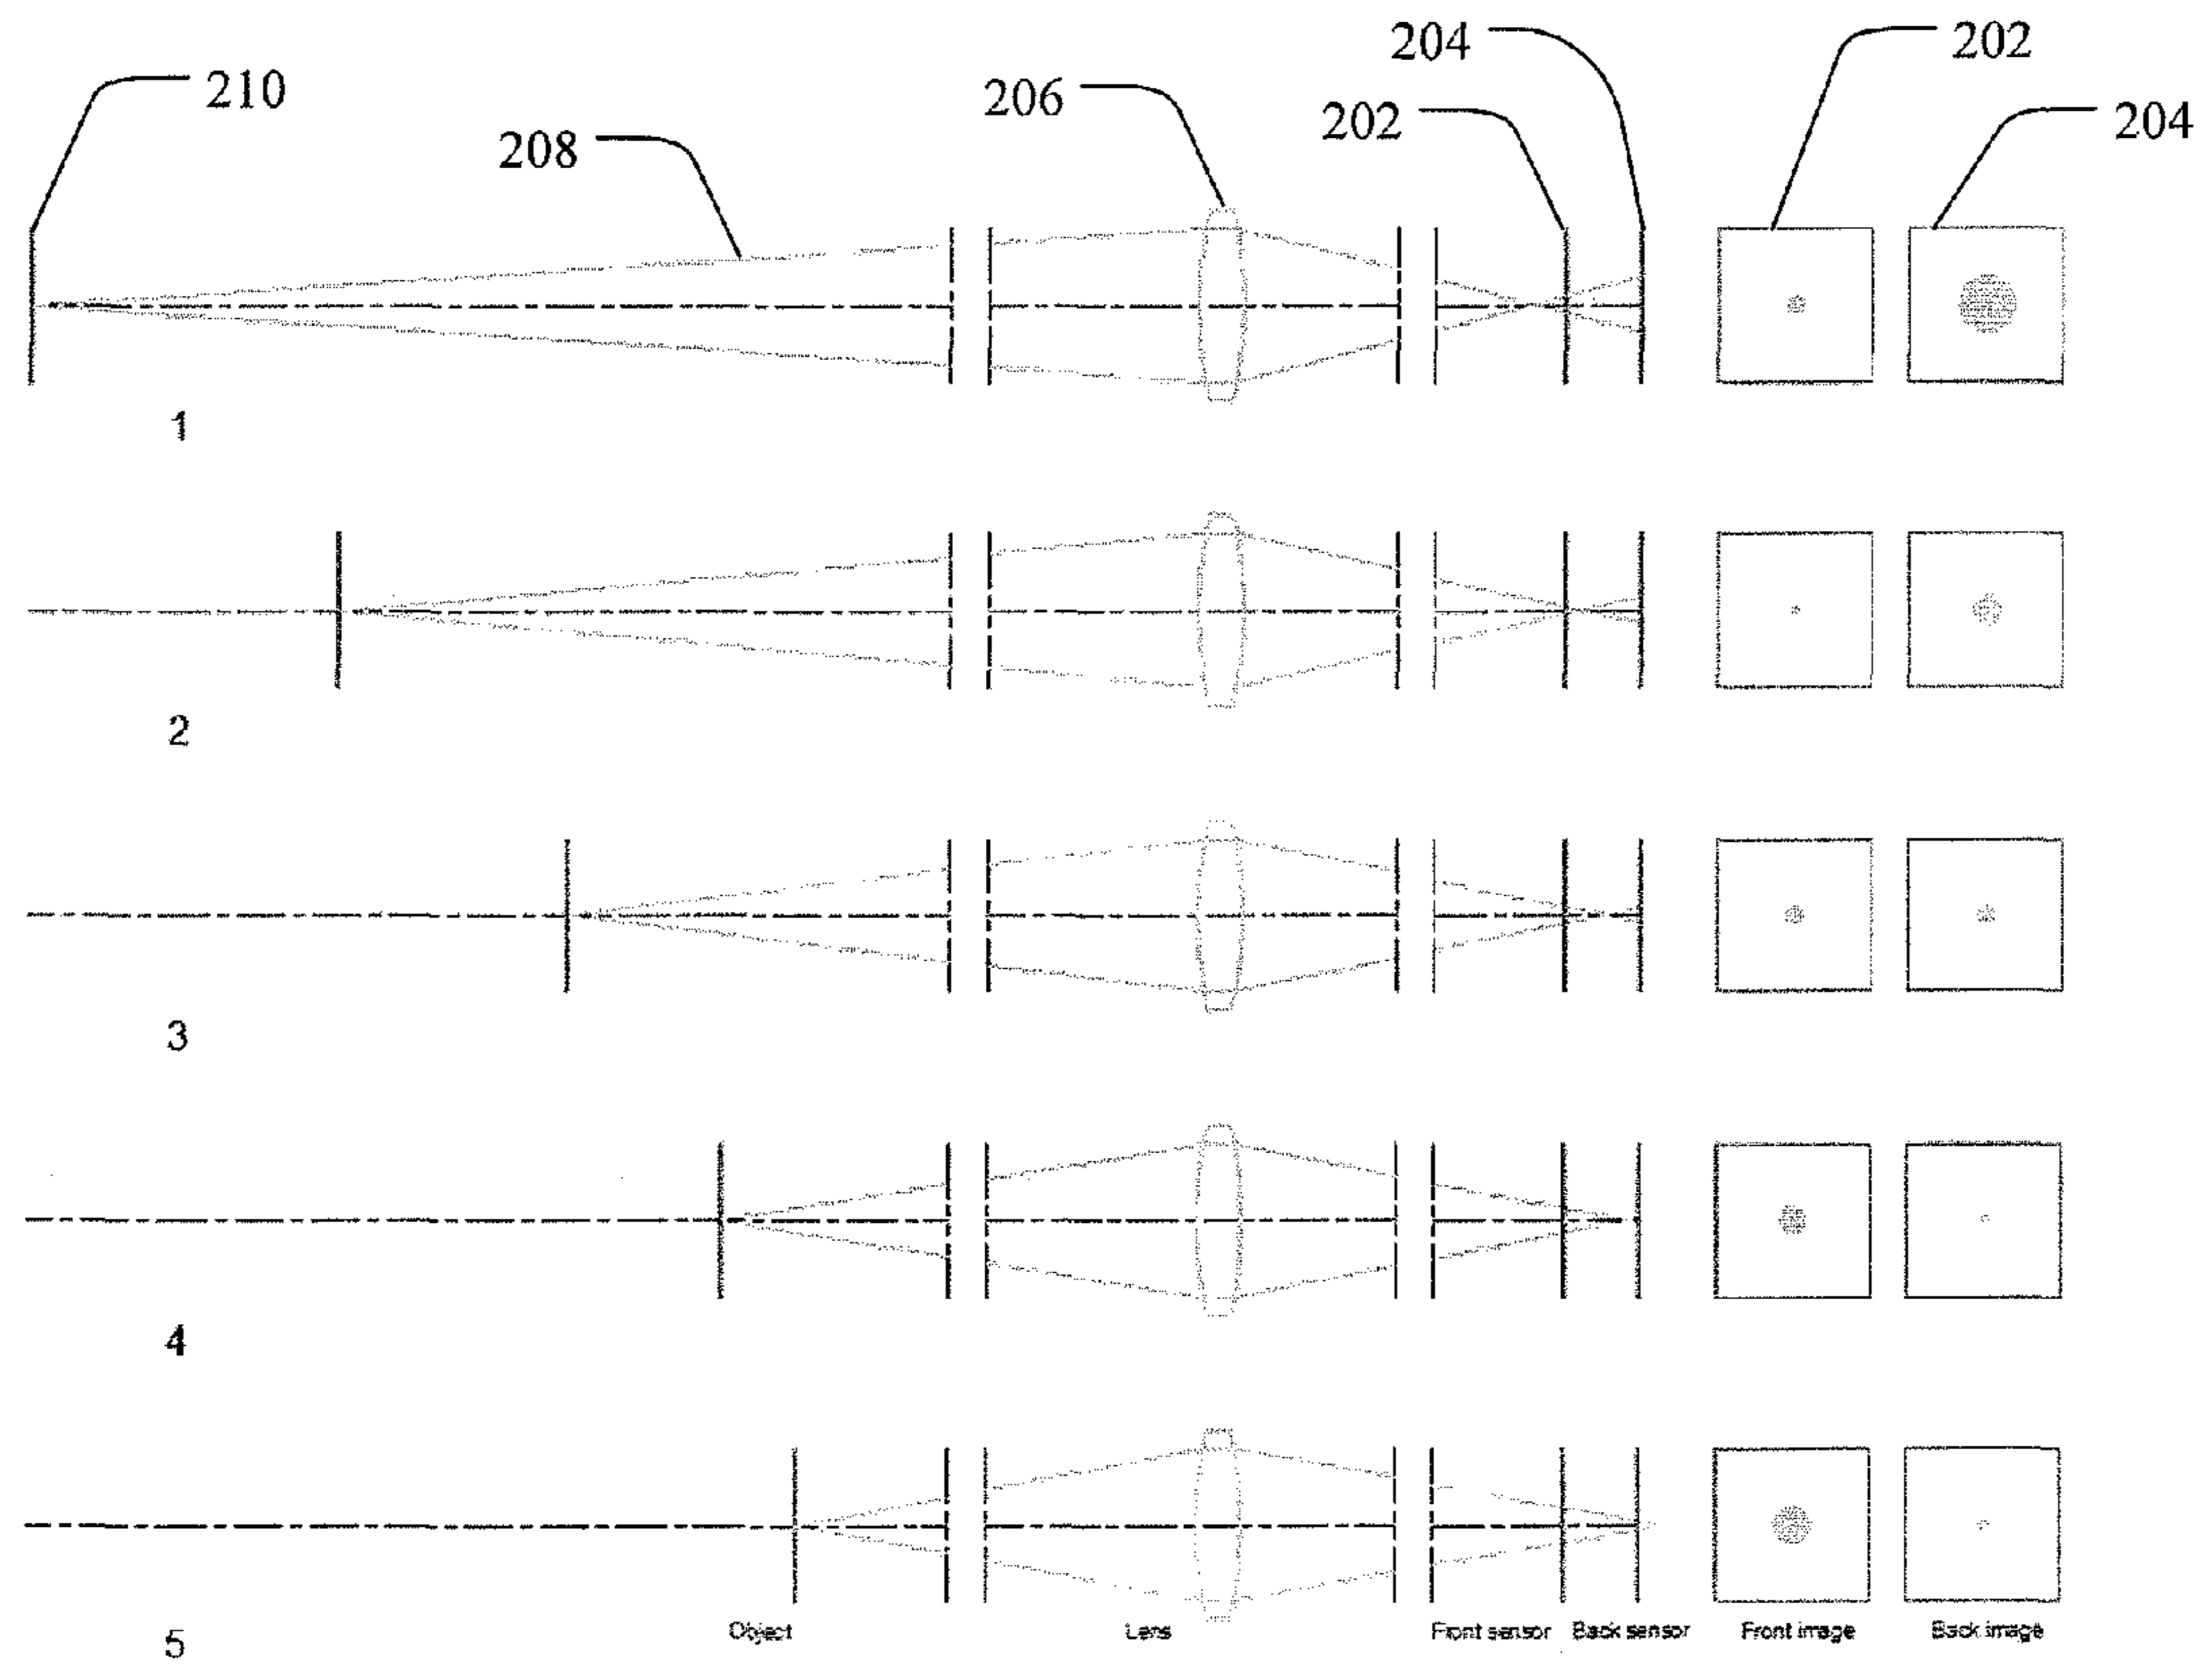 204
202
210
206
202
204
208
1
2
3
4
5
Object
Lens
Front sensor
Back sensor
Front image
Back image